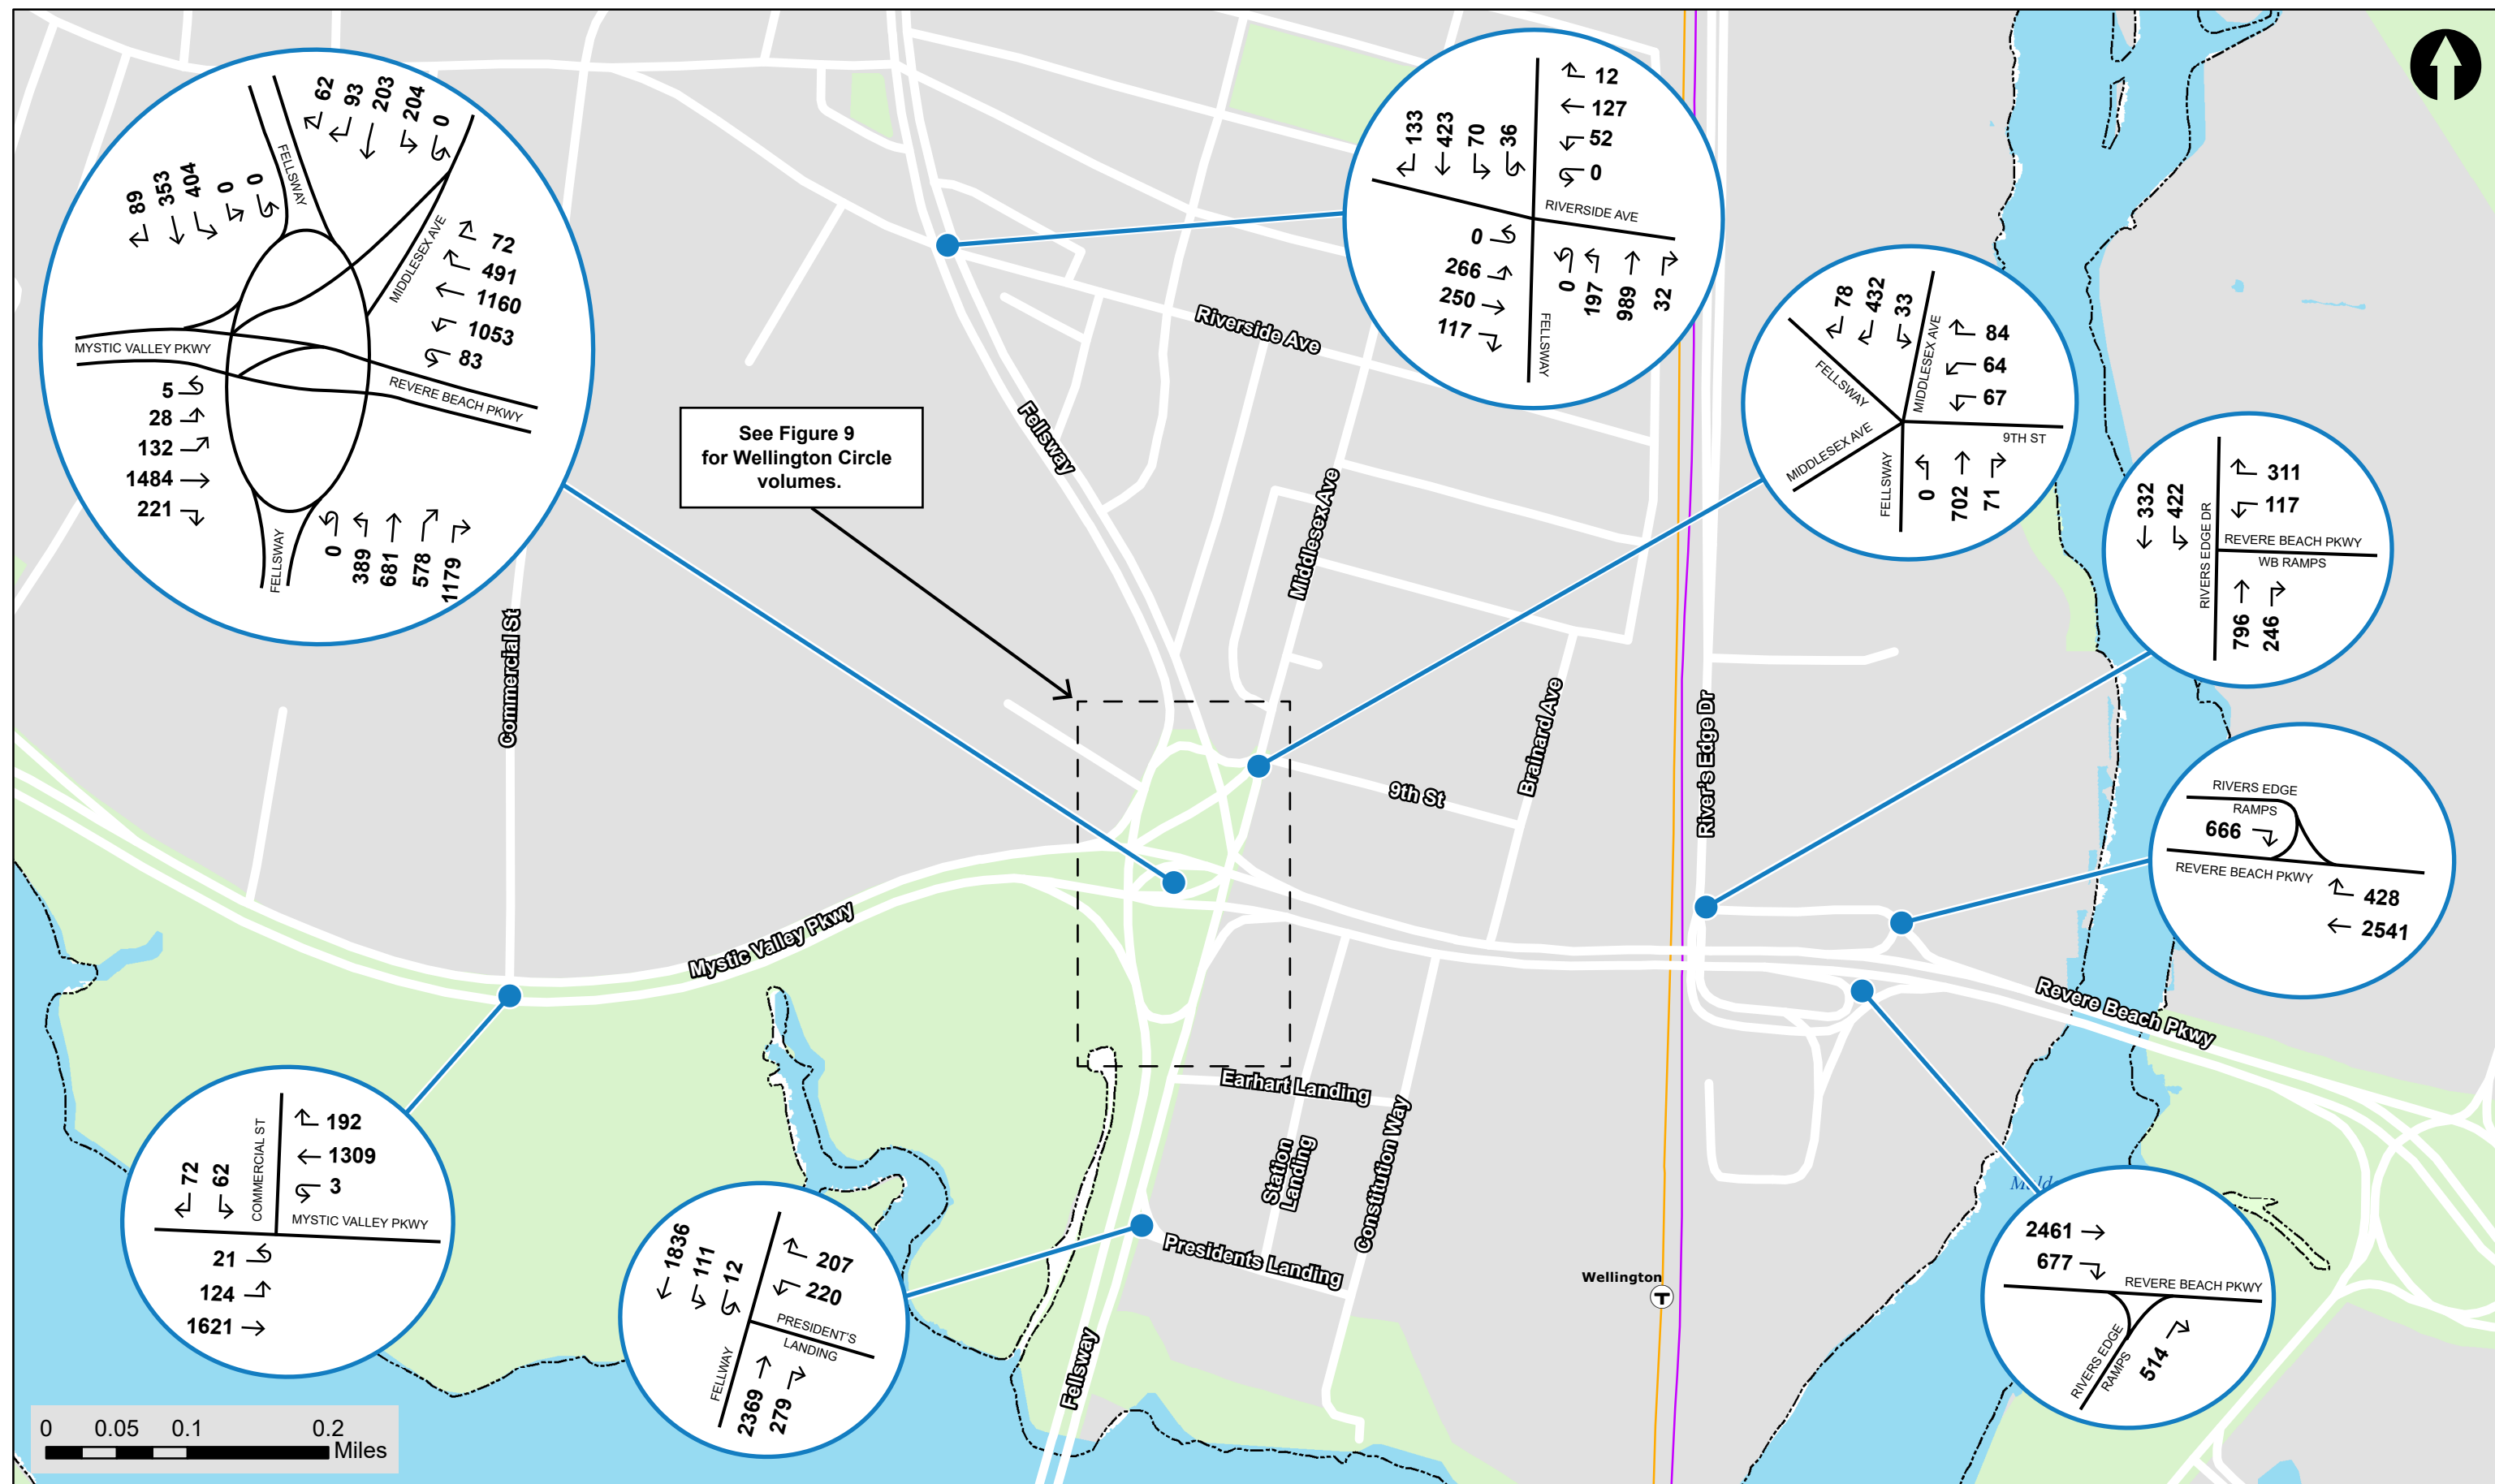 62
93
203
204
0
89
353
404
0
0
FELLSWAY
MIDDLESEX AVE
72
491
1160
1053
83
MYSTIC VALLEY PKWY
REVERE BEACH PKWY
5
28
132
1484
221
FELLSWAY
0
389
681
578
1179
133
423
70
36
12
127
52
0
RIVERSIDE AVE
0
266
250
117
FELLSWAY
0
197
989
32
78
432
33
MIDDLESEX AVE
84
64
67
FELLSWAY
MIDDLESEX AVE
9TH ST
FELLSWAY
0
702
71
332
422
RIVERS EDGE DR
311
117
REVERE BEACH PKWY
WB RAMPS
796
246
RIVERS EDGE
RAMPS
666
REVERE BEACH PKWY
428
2541
2461
677
REVERE BEACH PKWY
RIVERS EDGE
RAMPS
514
72
62
COMMERCIAL ST
192
1309
3
MYSTIC VALLEY PKWY
21
124
1621
1836
111
12
207
220
PRESIDENT'S
LANDING
FELLWAY
2369
279
See Figure 9
for Wellington Circle
volumes.
Riverside Ave
Fellsway
Middlesex Ave
Commercial St
Brainard Ave
River's Edge Dr
9th St
Mystic Valley Pkwy
Revere Beach Pkwy
Earhart Landing
Station
Landing
Constitution Way
Presidents Landing
Fellsway
Wellington
T
0 0.05 0.1 0.2
Miles